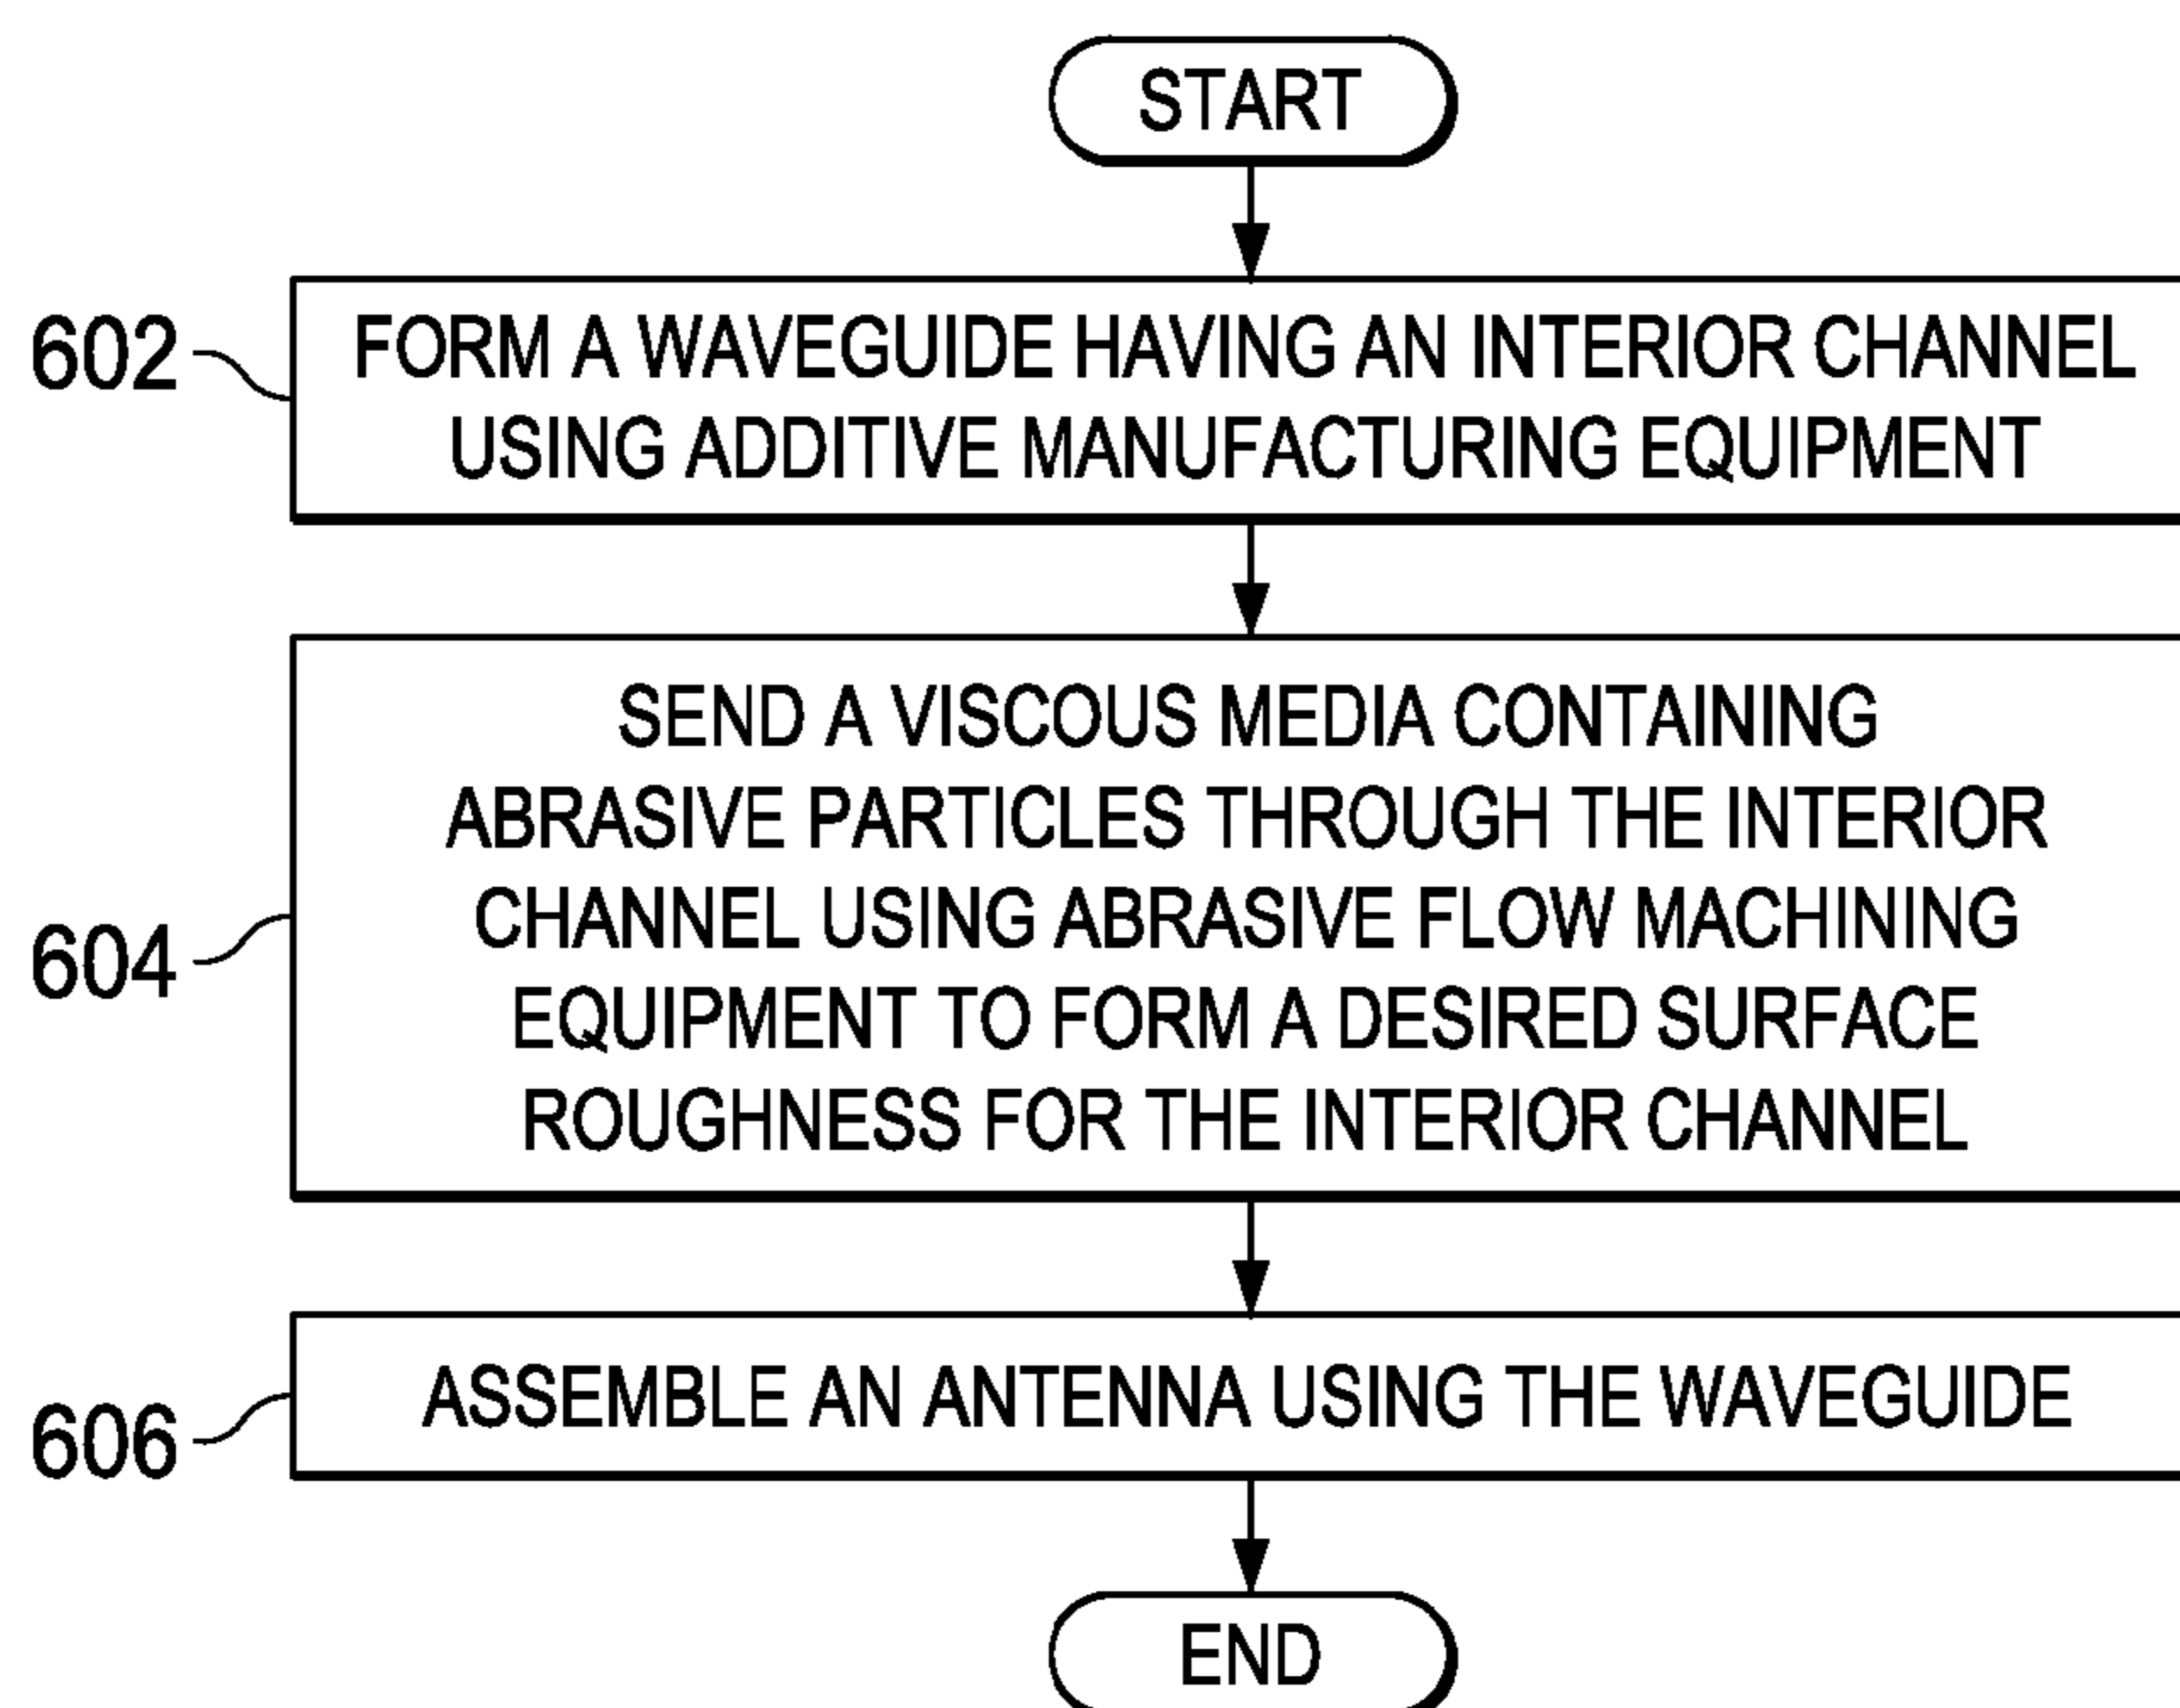 START
602
FORM A WAVEGUIDE HAVING AN INTERIOR CHANNEL
USING ADDITIVE MANUFACTURING EQUIPMENT
604
SEND A VISCOUS MEDIA CONTAINING
ABRASIVE PARTICLES THROUGH THE INTERIOR
CHANNEL USING ABRASIVE FLOW MACHINING
EQUIPMENT TO FORM A DESIRED SURFACE
ROUGHNESS FOR THE INTERIOR CHANNEL
606
ASSEMBLE AN ANTENNA USING THE WAVEGUIDE
END